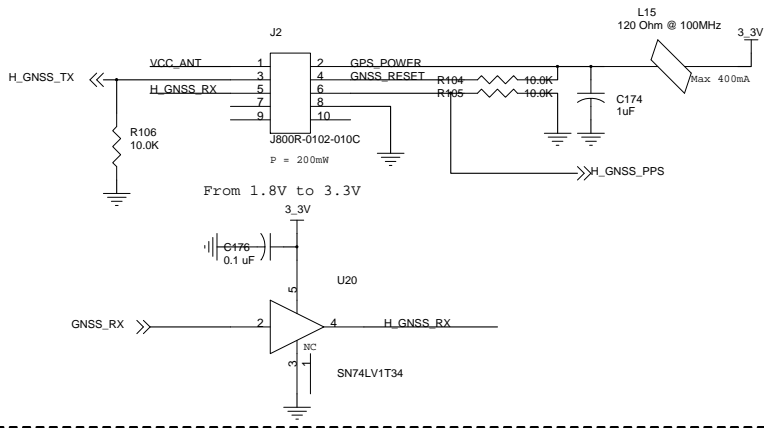 L15
120 Ohm @ 100MHz
J2
3_3V
VCC_ANT 1 2 GPS_POWER
H_GNSS_TX 3 4 GNSS_RESET R104 10.0K
Max 400mA
H_GNSS_RX 5 6 R105 10.0K
C174
1uF
7 8
9 10
R106
10.0K
J800R-0102-010C
P = 200mW
H_GNSS_PPS
From 1.8V to 3.3V
3_3V
C176
0.1 uF
U20
5
GNSS_RX 2 4 H_GNSS_RX
NC
3 1
SN74LV1T34